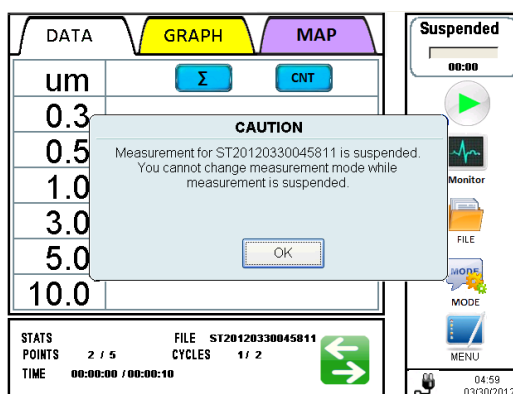 DATA
GRAPH
MAP
Suspended
00:00
um
Σ
CNT
0.3
0.5
1.0
3.0
5.0
10.0
CAUTION
Measurement for ST20120330045811 is suspended.
You cannot change measurement mode while
measurement is suspended.
OK
Monitor
FILE
MODE
MODE
MENU
STATS
FILE ST20120330045811
POINTS 2 / 5
CYCLES 1/ 2
TIME 00:00:00 /00:00:10
04:59
03/30/2012